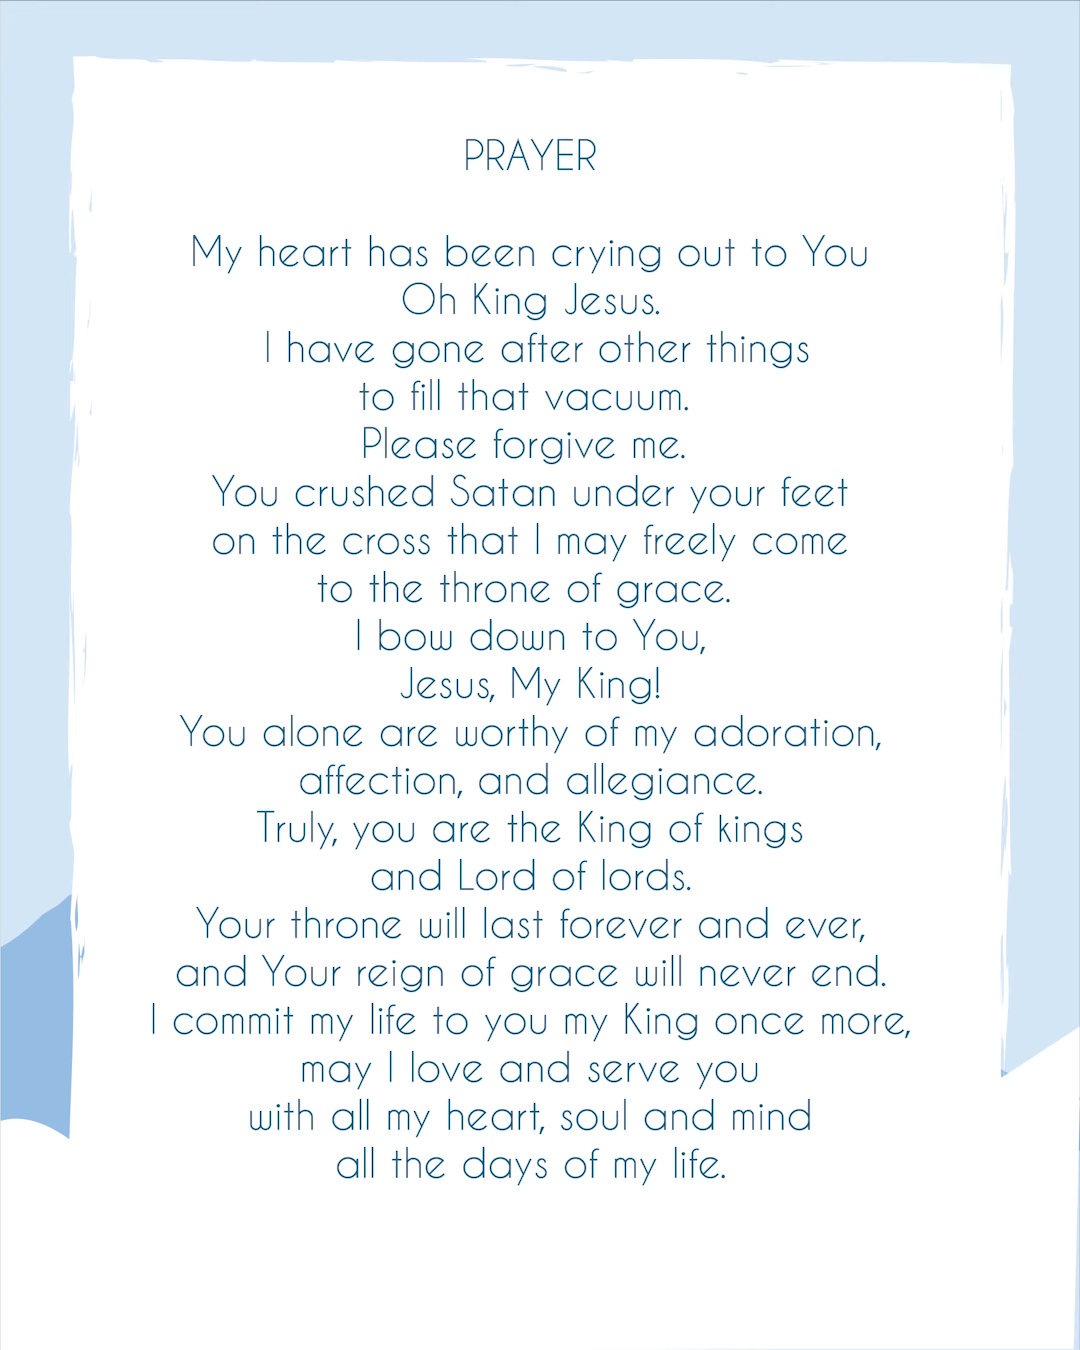 PRAYER
My heart has been crying out to You
Oh King Jesus.
I have gone after other things
to fill that vacuum.
Please forgive me.
You crushed Satan under your feet
on the cross that I may freely come
to the throne of grace.
I bow down to You,
Jesus, My King!
You alone are worthy of my adoration,
affection, and allegiance.
Truly, you are the King of kings
and Lord of lords.
Your throne will last forever and ever,
and Your reign of grace will never end.
I commit my life to you my King once more,
may I love and serve you
with all my heart, soul and mind
all the days of my life.